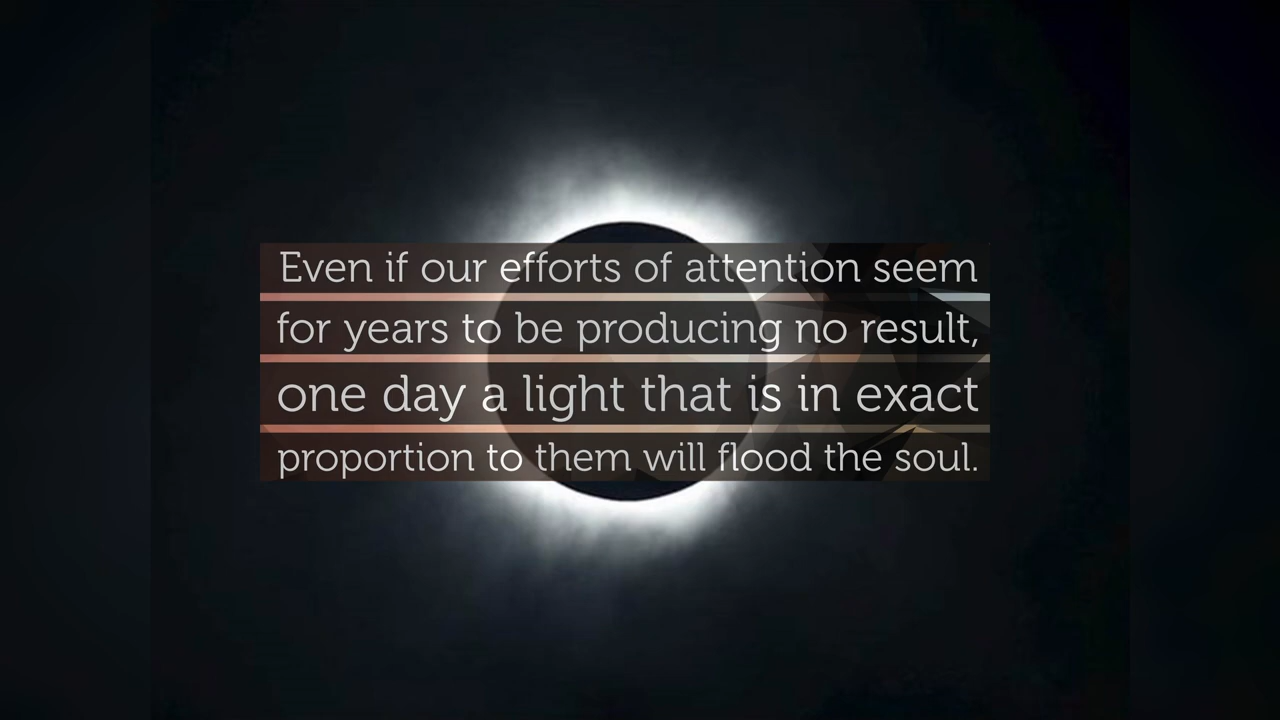 Even if our efforts of attention seem
for years to be producing no result,
one day a light that is in exact
proportion to them will flood the soul.